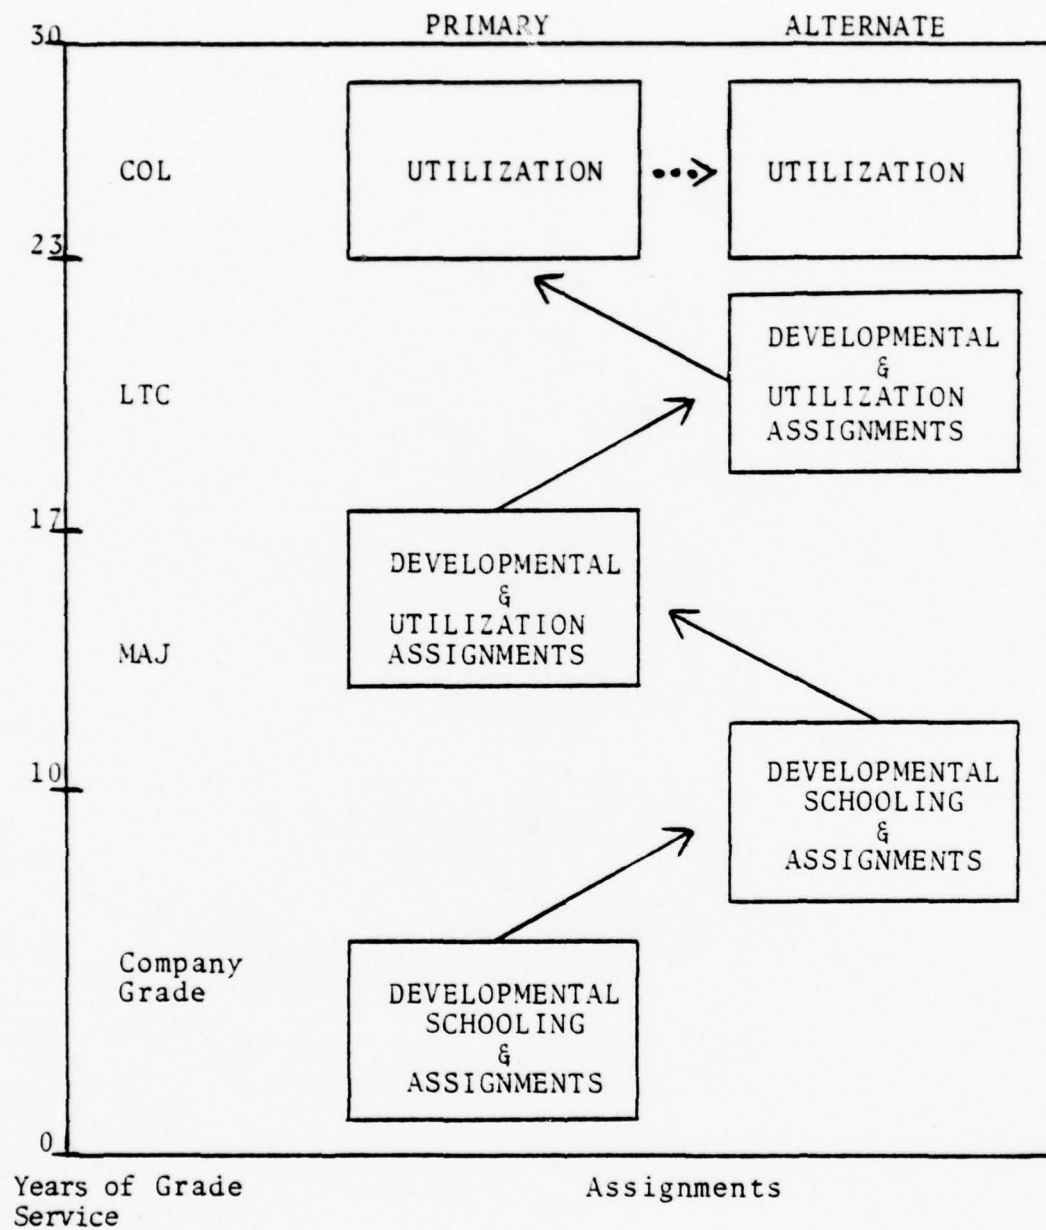 PRIMARY ALTERNATE
30
COL
UTILIZATION
UTILIZATION
23
DEVELOPMENTAL
&
UTILIZATION
ASSIGNMENTS
LTC
17
DEVELOPMENTAL
&
UTILIZATION
ASSIGNMENTS
MAJ
10
DEVELOPMENTAL
SCHOOLING
&
ASSIGNMENTS
Company
Grade
DEVELOPMENTAL
SCHOOLING
&
ASSIGNMENTS
0
Years of Grade
Service
Assignments